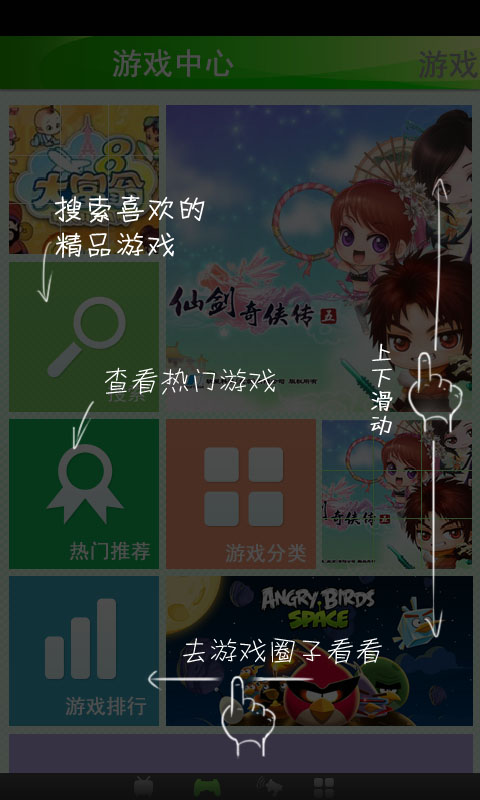 游戏中心
游戏
大富翁8
搜索喜欢的
精品游戏
仙剑奇侠传五
搜索
查看热门游戏
上下滑动
热门推荐
游戏分类
奇侠传五
ANGRY BIRDS
SPACE
去游戏圈子看看
游戏排行